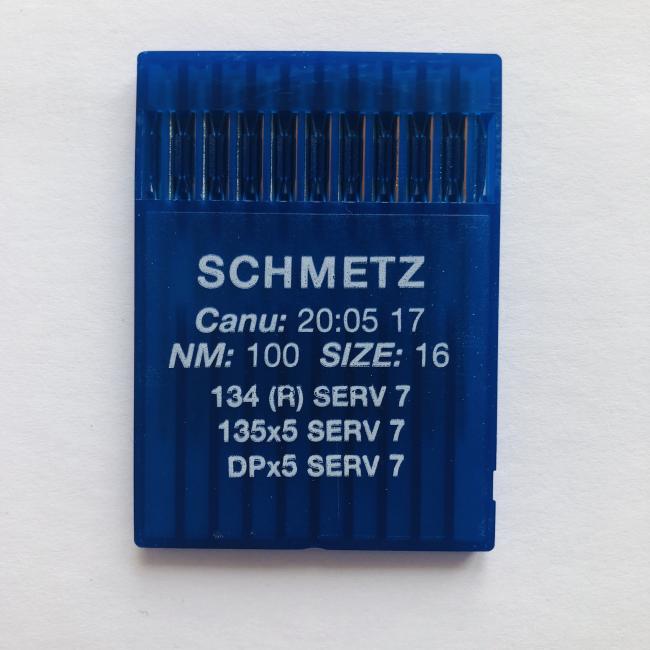 SCHMETZ
Canu: 20:05 17
NM: 100 SIZE: 16
134 (R) SERV 7
135x5 SERV 7
DPx5 SERV 7